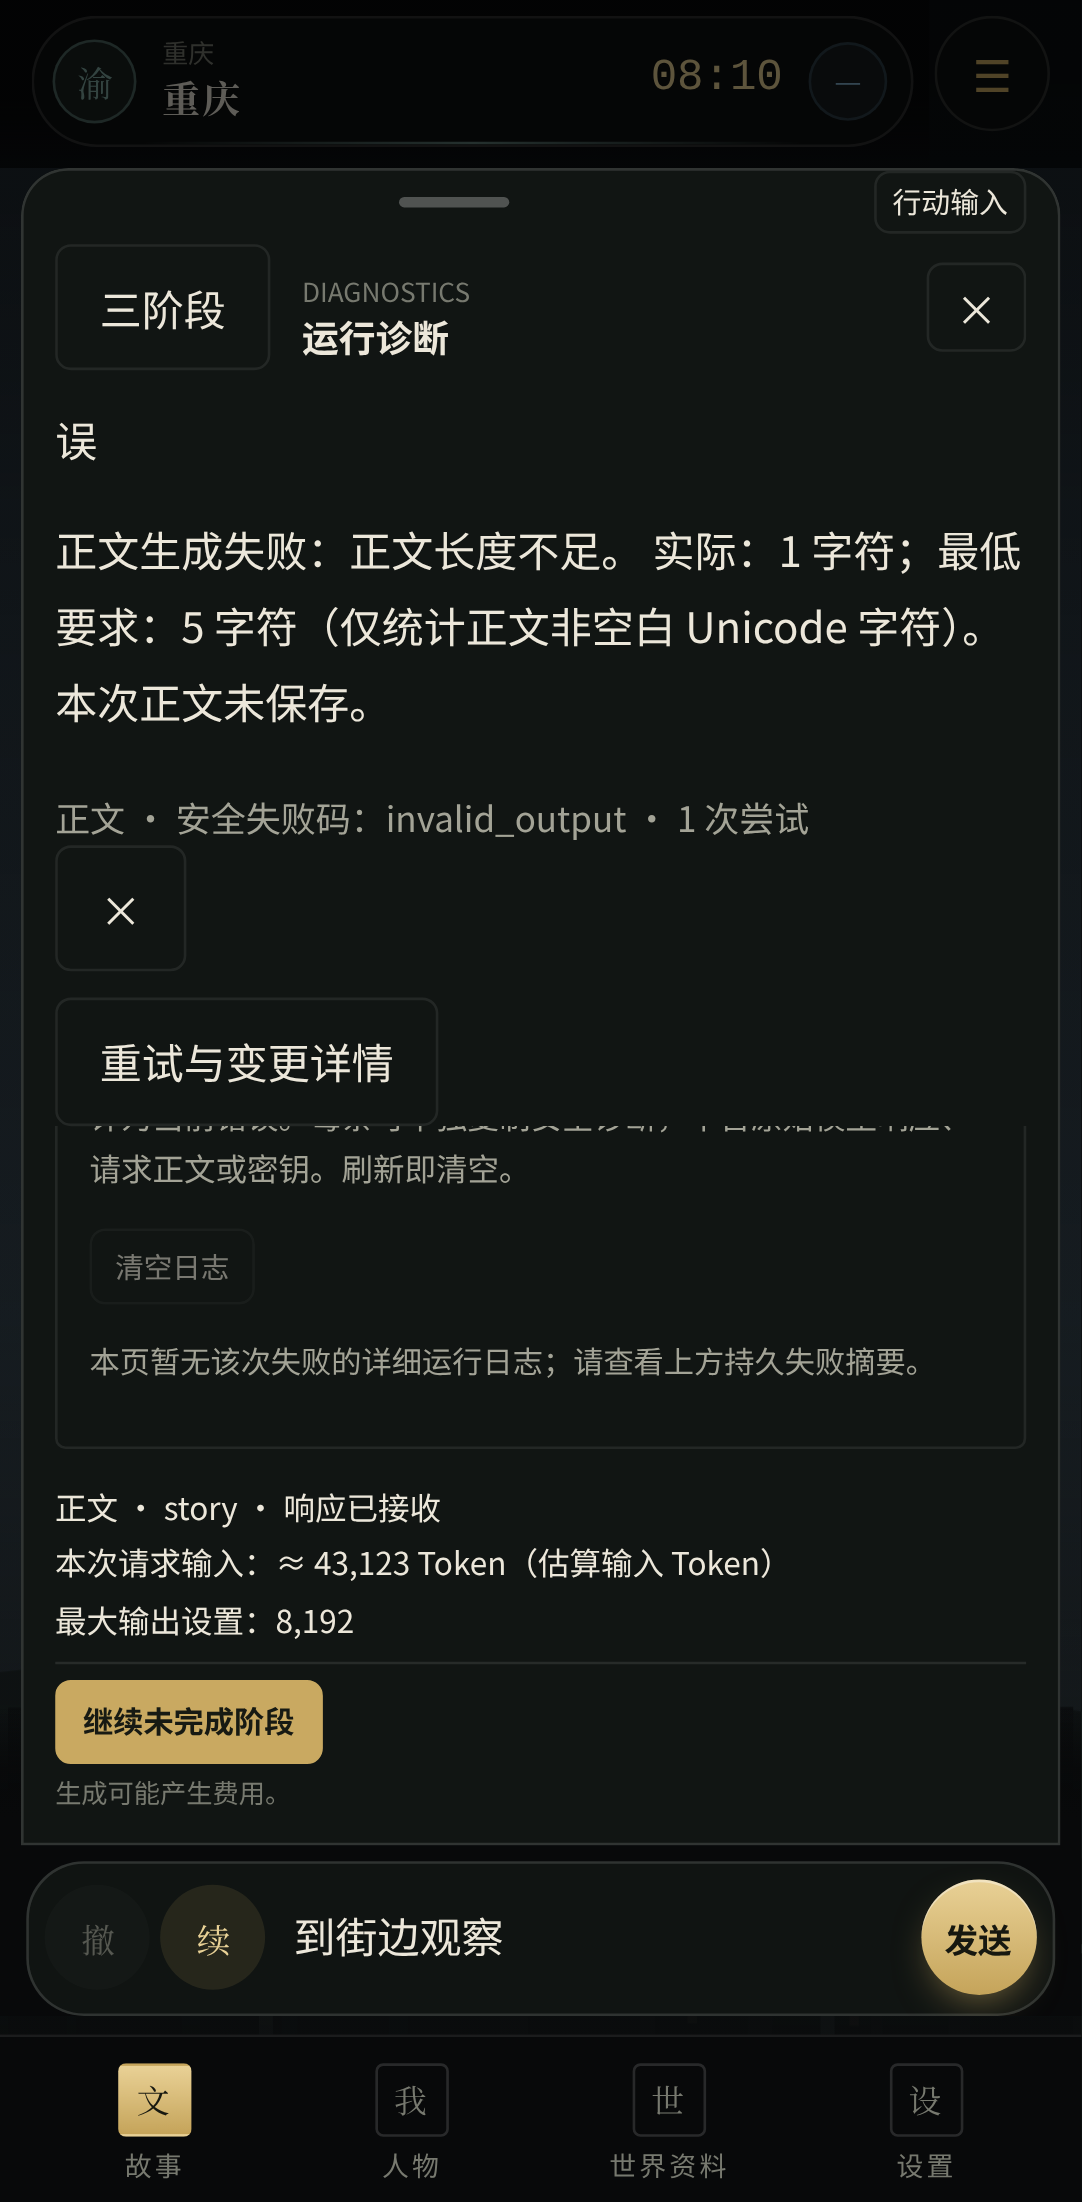 渝
重庆
重庆
08:10
—
☰
行动输入
三阶段
DIAGNOSTICS
运行诊断
×
误
正文生成失败：正文长度不足。 实际：1 字符；最低
要求：5 字符（仅统计正文非空白 Unicode 字符）。
本次正文未保存。
正文 · 安全失败码：invalid_output · 1 次尝试
×
重试与变更详情
请求正文或密钥。刷新即清空。
清空日志
本页暂无该次失败的详细运行日志；请查看上方持久失败摘要。
正文 · story · 响应已接收
本次请求输入：≈ 43,123 Token（估算输入 Token）
最大输出设置：8,192
继续未完成阶段
生成可能产生费用。
撤
续
到街边观察
发送
文
我
世
设
故事
人物
世界资料
设置